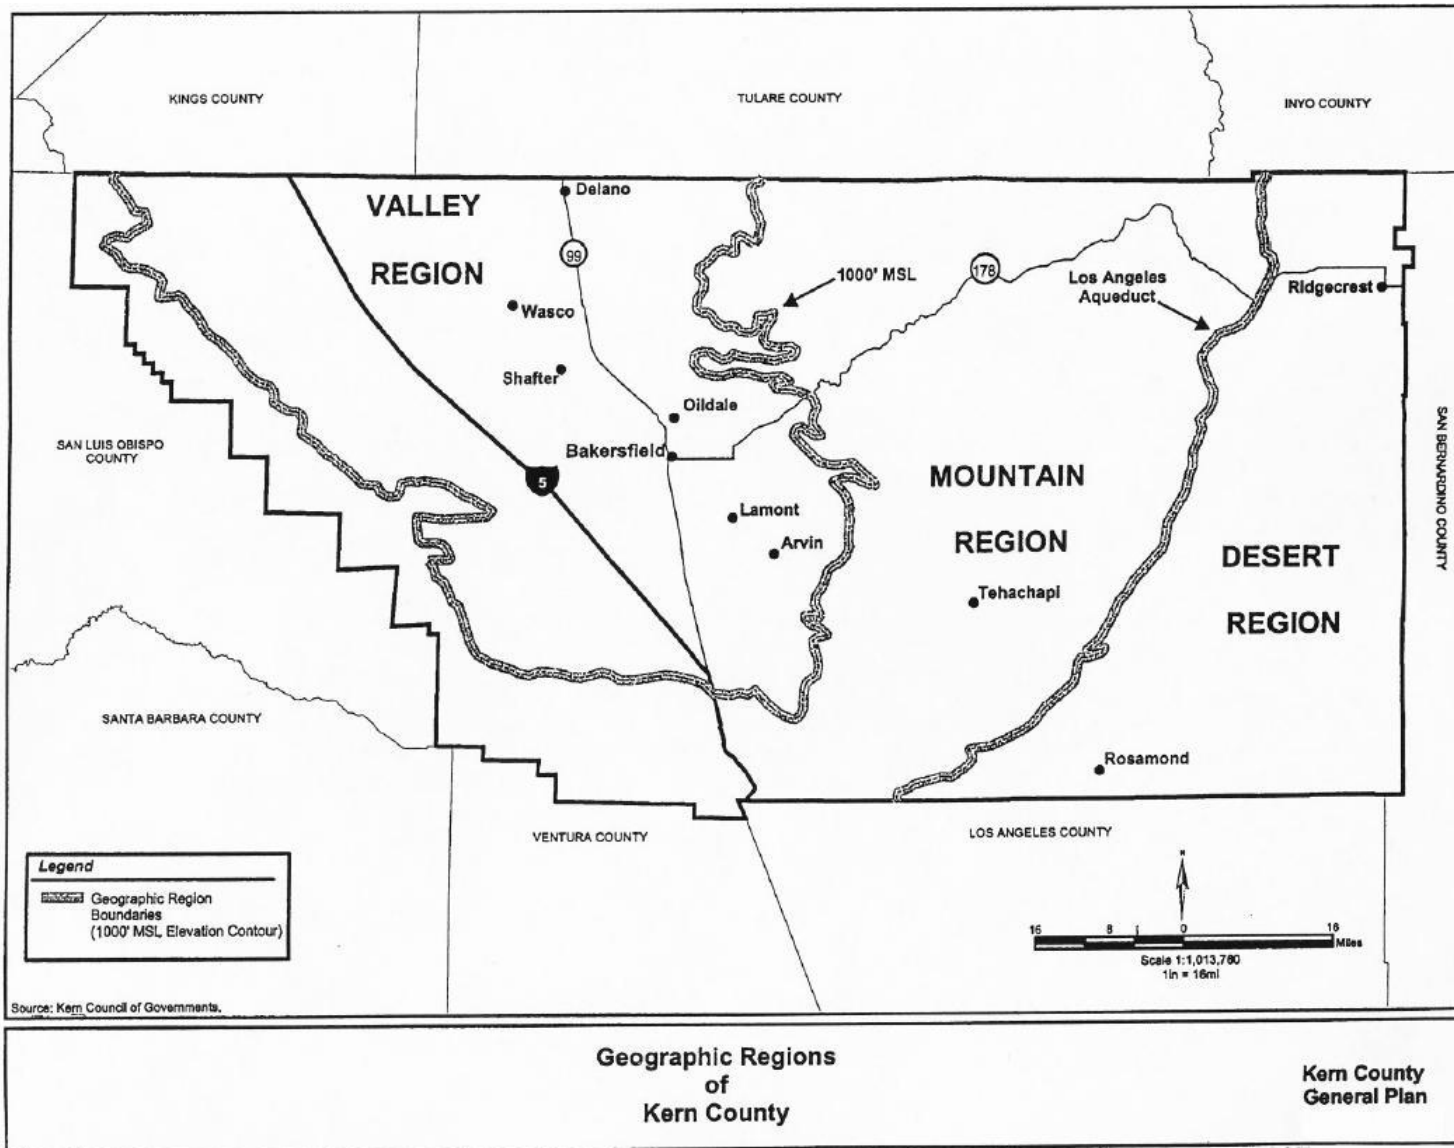 KINGS COUNTY
TULARE COUNTY
INYO COUNTY
VALLEY
REGION
Delano
99
1000' MSL
178
Los Angeles
Aqueduct
Ridgecrest
Wasco
Shafter
Oildale
Bakersfield
5
SAN LUIS OBISPO
COUNTY
SAN BERNARDINO COUNTY
MOUNTAIN
REGION
Lamont
Arvin
DESERT
REGION
Tehachapi
SANTA BARBARA COUNTY
Rosamond
VENTURA COUNTY
LOS ANGELES COUNTY
Legend
Geographic Region
Boundaries
(1000' MSL Elevation Contour)
N
16 8 0 16
Miles
Scale 1:1,013,760
1in = 16mi
Source: Kern Council of Governments.
Geographic Regions
of
Kern County
Kern County
General Plan